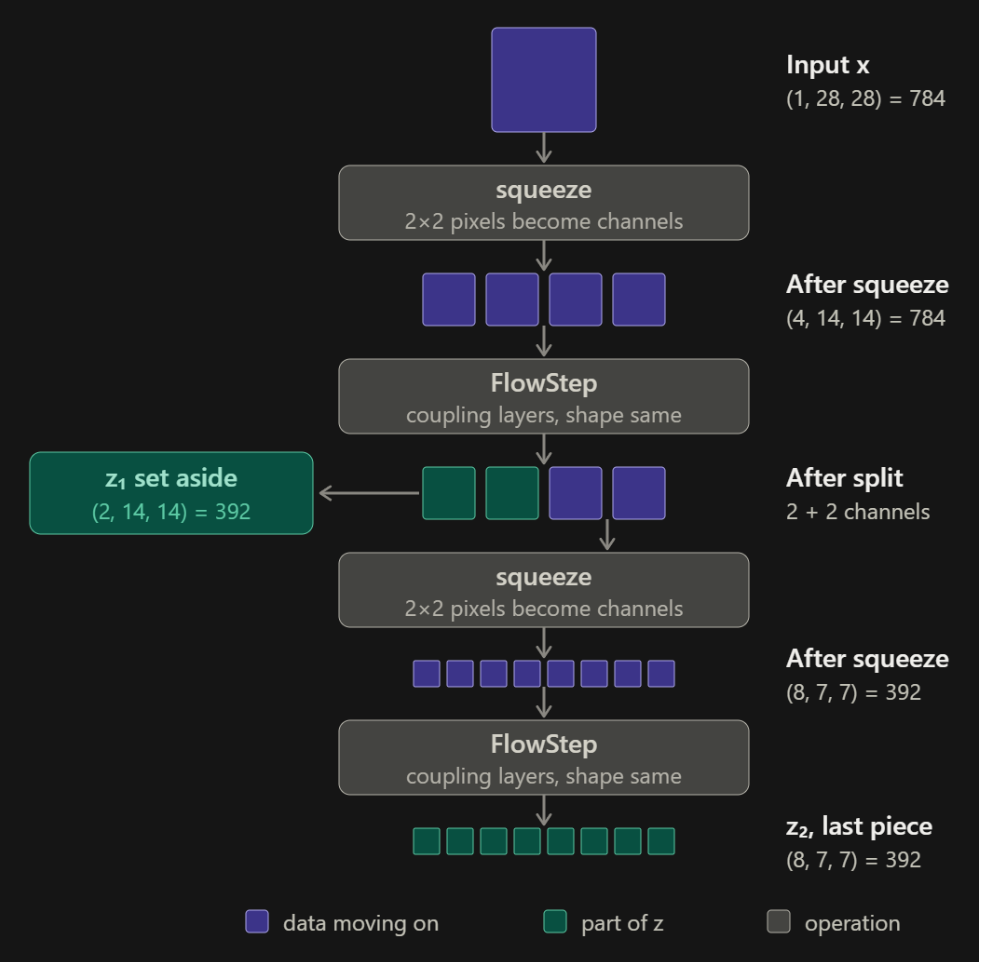 Input x
(1, 28, 28) = 784
squeeze
2×2 pixels become channels
After squeeze
(4, 14, 14) = 784
FlowStep
coupling layers, shape same
z₁ set aside
(2, 14, 14) = 392
After split
2 + 2 channels
squeeze
2×2 pixels become channels
After squeeze
(8, 7, 7) = 392
FlowStep
coupling layers, shape same
z₂, last piece
(8, 7, 7) = 392
data moving on
part of z
operation